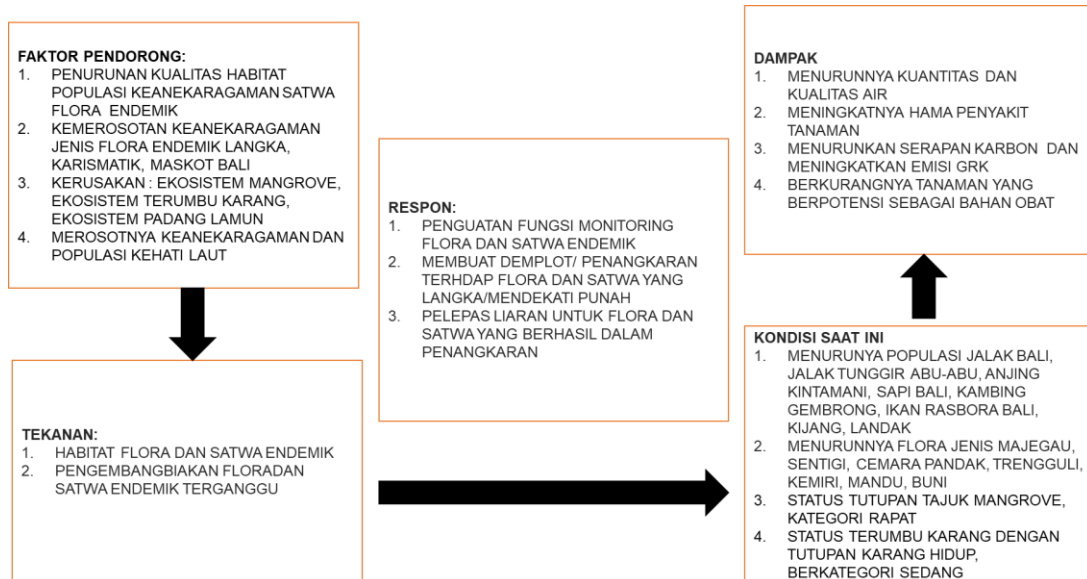 FAKTOR PENDORONG:
1. PENURUNAN KUALITAS HABITAT
POPULASI KEANEKARAGAMAN SATWA
FLORA ENDEMIK
2. KEMEROSOTAN KEANEKARAGAMAN
JENIS FLORA ENDEMIK LANGKA,
KARISMATIK, MASKOT BALI
3. KERUSAKAN : EKOSISTEM MANGROVE,
EKOSISTEM TERUMBU KARANG,
EKOSISTEM PADANG LAMUN
4. MEROSOTNYA KEANEKARAGAMAN DAN
POPULASI KEHATI LAUT
TEKANAN:
1. HABITAT FLORA DAN SATWA ENDEMIK
2. PENGEMBANGBIAKAN FLORADAN
SATWA ENDEMIK TERGANGGU
RESPON:
1. PENGUATAN FUNGSI MONITORING
FLORA DAN SATWA ENDEMIK
2. MEMBUAT DEMPLOT/ PENANGKARAN
TERHDAP FLORA DAN SATWA YANG
LANGKA/MENDEKATI PUNAH
3. PELEPAS LIARAN UNTUK FLORA DAN
SATWA YANG BERHASIL DALAM
PENANGKARAN
DAMPAK
1. MENURUNNYA KUANTITAS DAN
KUALITAS AIR
2. MENINGKATNYA HAMA PENYAKIT
TANAMAN
3. MENURUNKAN SERAPAN KARBON DAN
MENINGKATKAN EMISI GRK
4. BERKURANGNYA TANAMAN YANG
BERPOTENSI SEBAGAI BAHAN OBAT
KONDISI SAAT INI
1. MENURUNYA POPULASI JALAK BALI,
JALAK TUNGGIR ABU-ABU, ANJING
KINTAMANI, SAPI BALI, KAMBING
GEMBRONG, IKAN RASBORA BALI,
KIJANG, LANDAK
2. MENURUNNYA FLORA JENIS MAJEGAU,
SENTIGI, CEMARA PANDAK, TRENGGULI,
KEMIRI, MANDU, BUNI
3. STATUS TUTUPAN TAJUK MANGROVE,
KATEGORI RAPAT
4. STATUS TERUMBU KARANG DENGAN
TUTUPAN KARANG HIDUP,
BERKATEGORI SEDANG